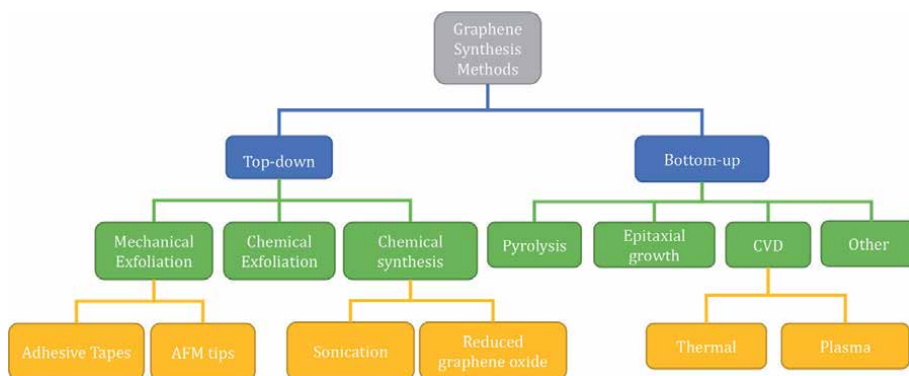 Graphene
Synthesis
Methods
Top-down
Bottom-up
Mechanical
Exfoliation
Chemical
Exfoliation
Chemical
synthesis
Pyrolysis
Epitaxial
growth
CVD
Other
Adhesive Tapes
AFM tips
Sonication
Reduced
graphene oxide
Thermal
Plasma